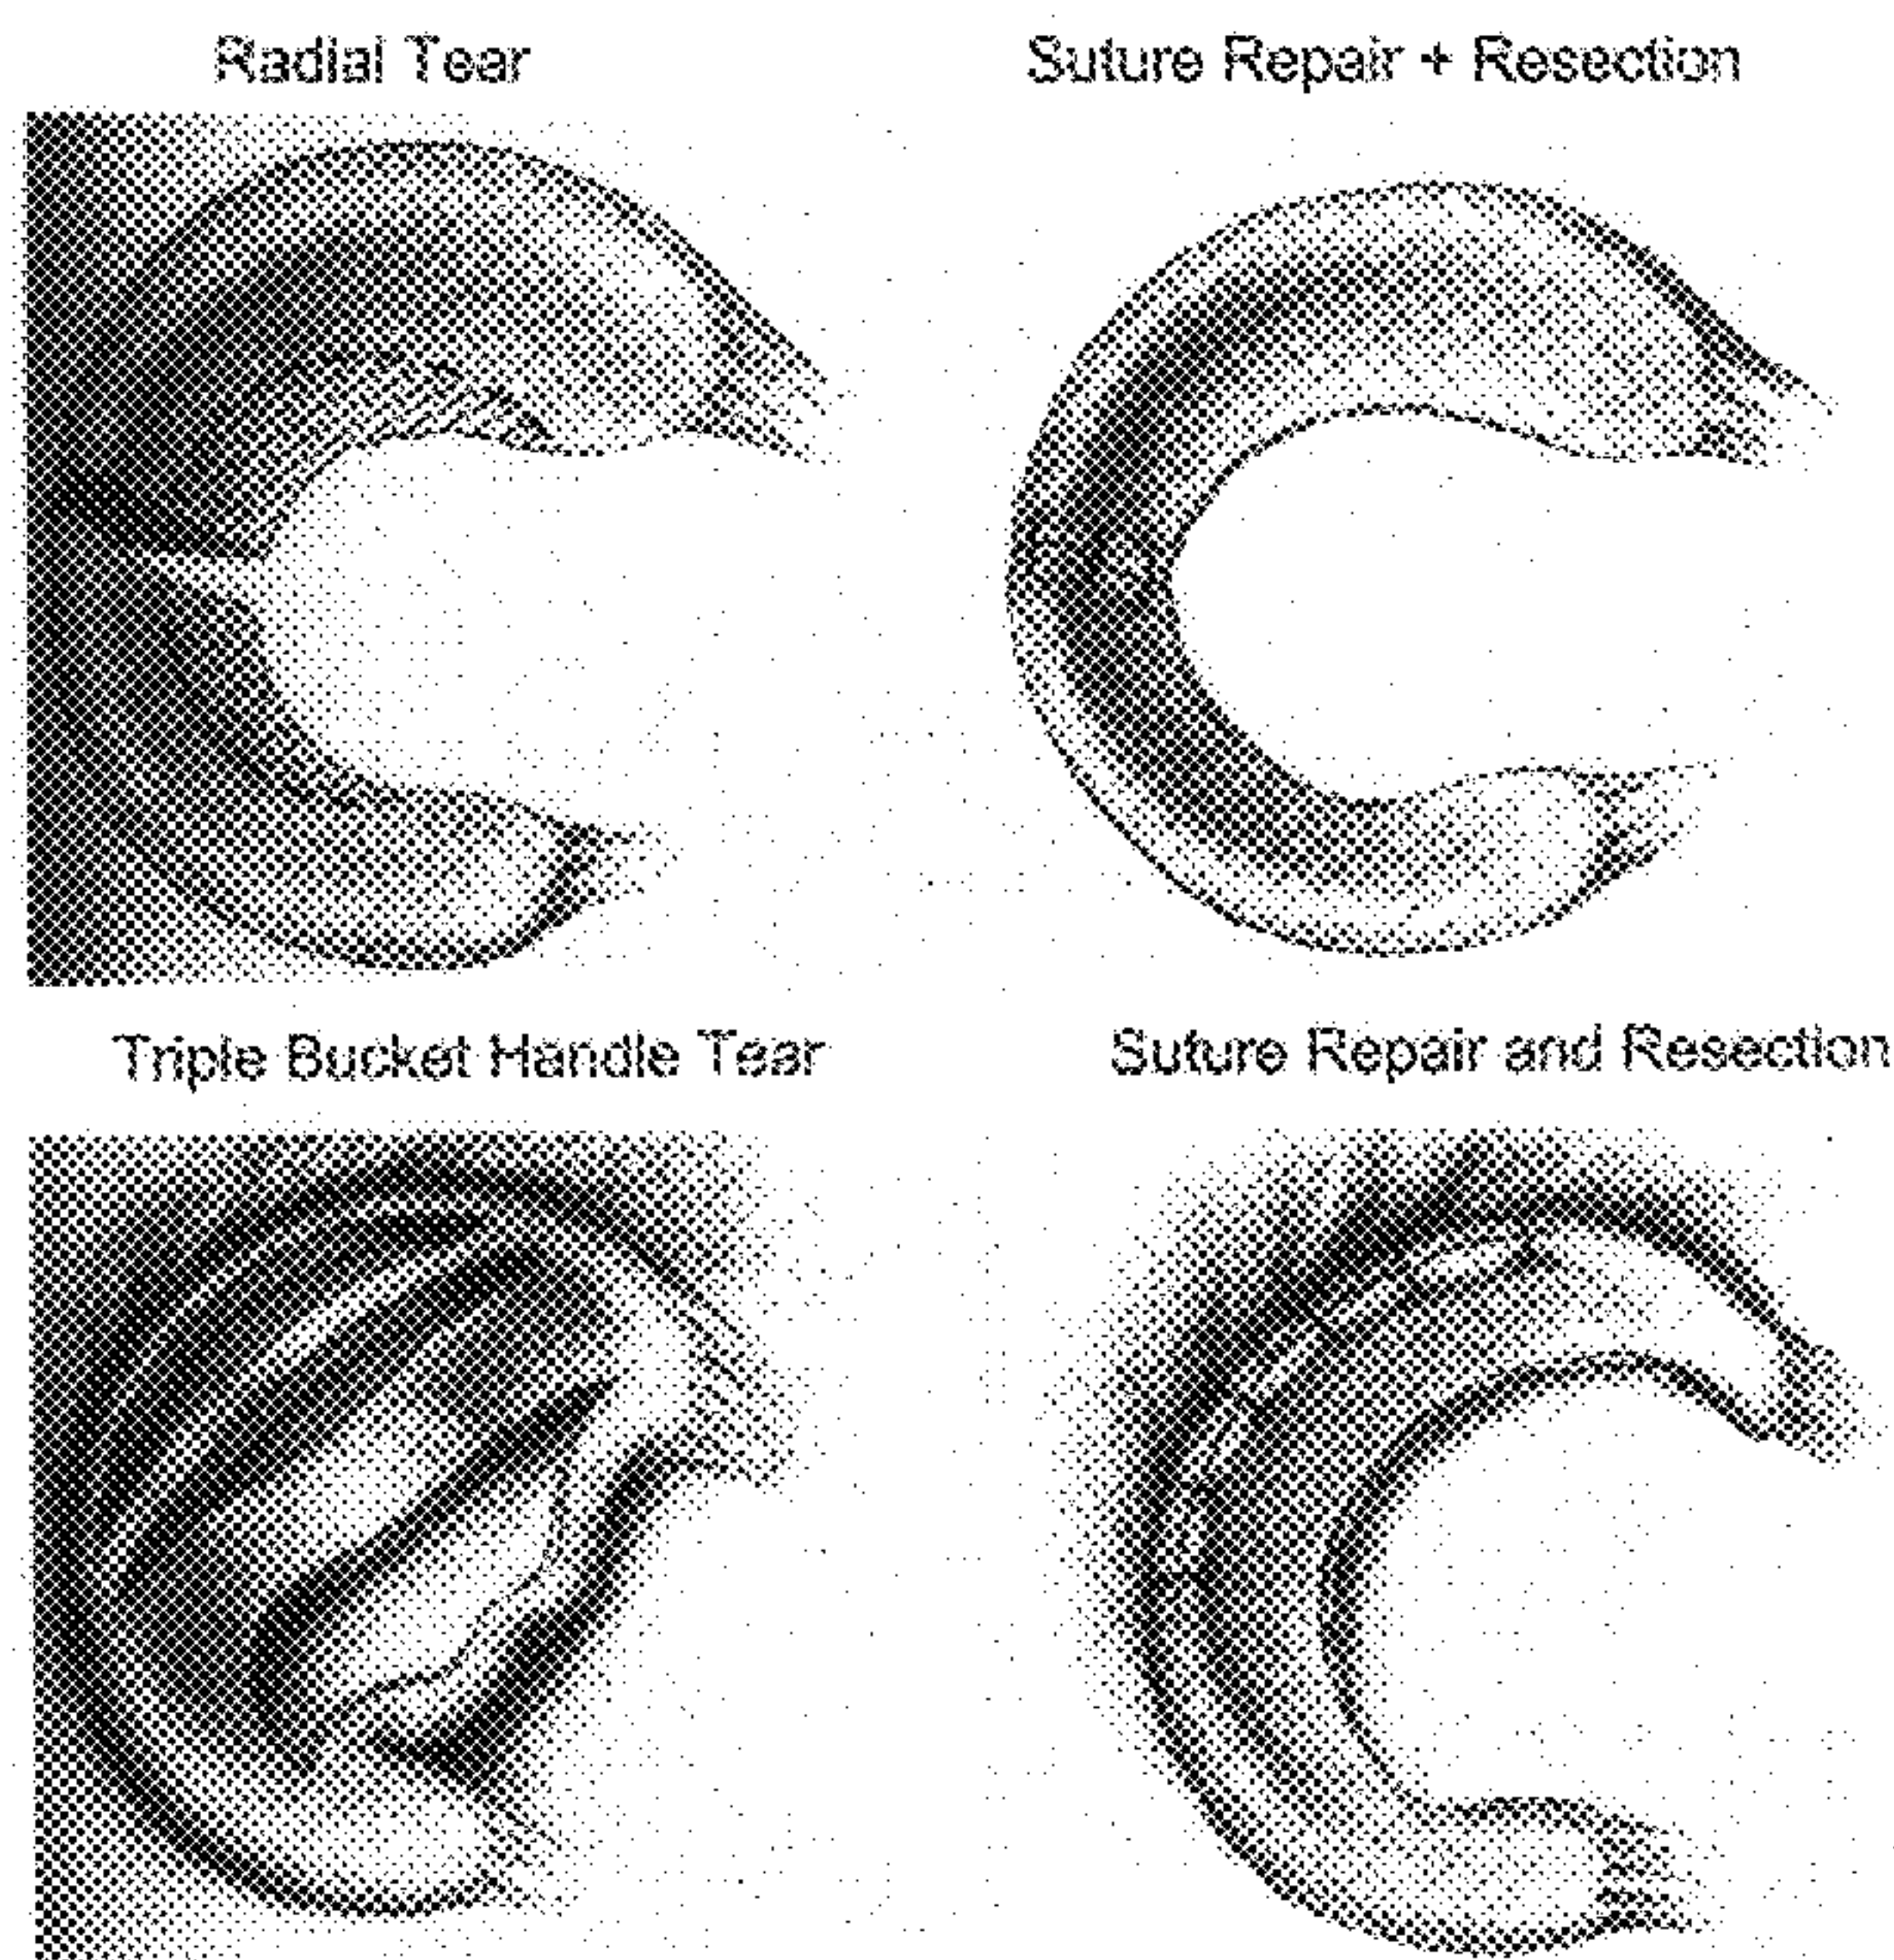 Radial Tear
Suture Repair + Resection
Triple Bucket Handle Tear
Suture Repair and Resection